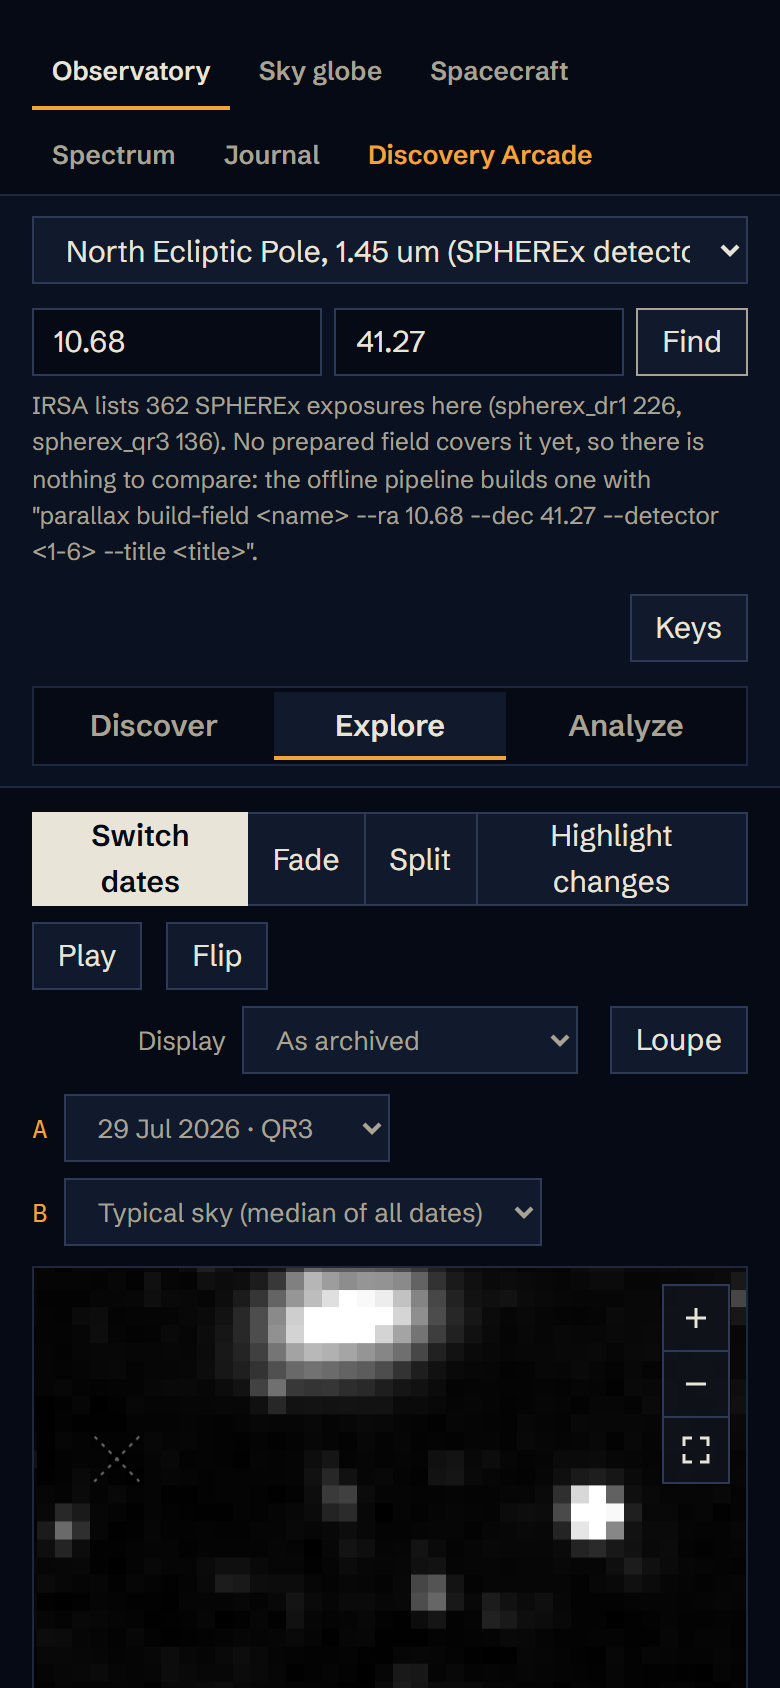 Observatory Sky globe Spacecraft
Spectrum Journal Discovery Arcade
North Ecliptic Pole, 1.45 um (SPHEREx detectc
10.68 41.27 Find
IRSA lists 362 SPHEREx exposures here (spherex_dr1 226,
spherex_qr3 136). No prepared field covers it yet, so there is
nothing to compare: the offline pipeline builds one with
"parallax build-field <name> --ra 10.68 --dec 41.27 --detector
<1-6> --title <title>".
Keys
Discover Explore Analyze
Switch dates Fade Split Highlight changes
Play Flip
Display As archived Loupe
A 29 Jul 2026 · QR3
B Typical sky (median of all dates)
+
−